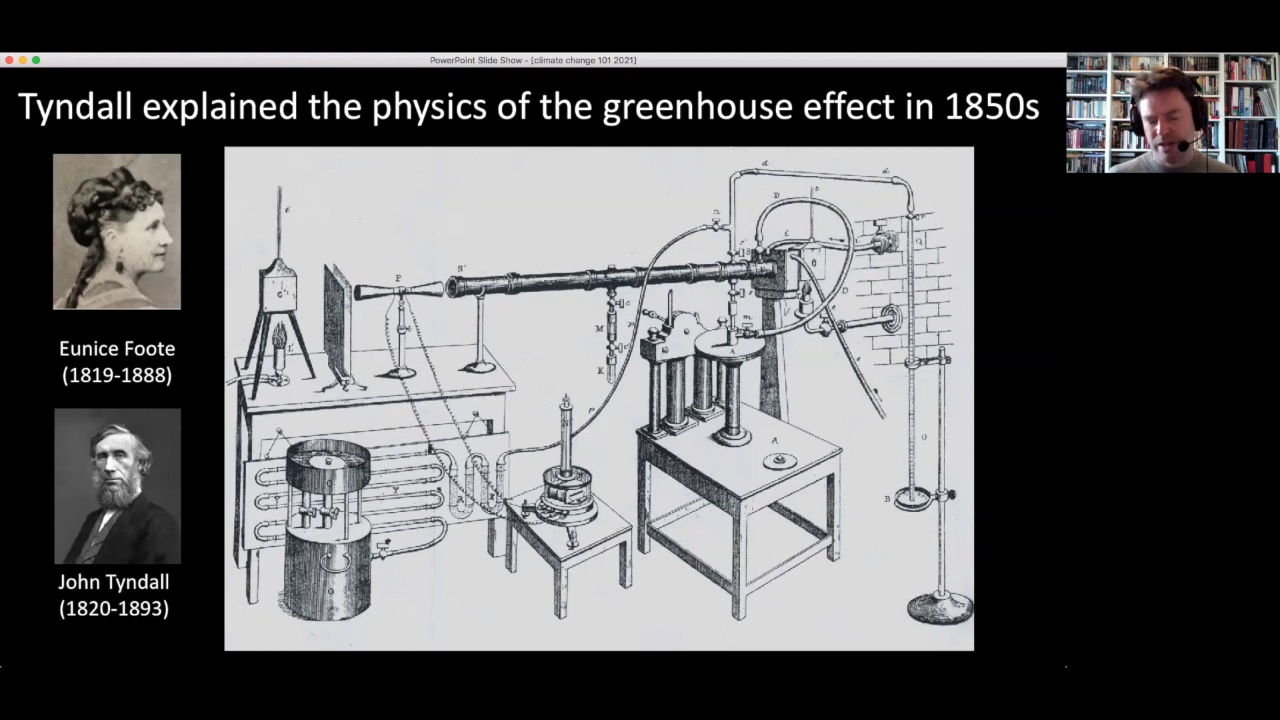 PowerPoint Slide Show - [climate change 101 2021]
Tyndall explained the physics of the greenhouse effect in 1850s
Eunice Foote
(1819-1888)
John Tyndall
(1820-1893)